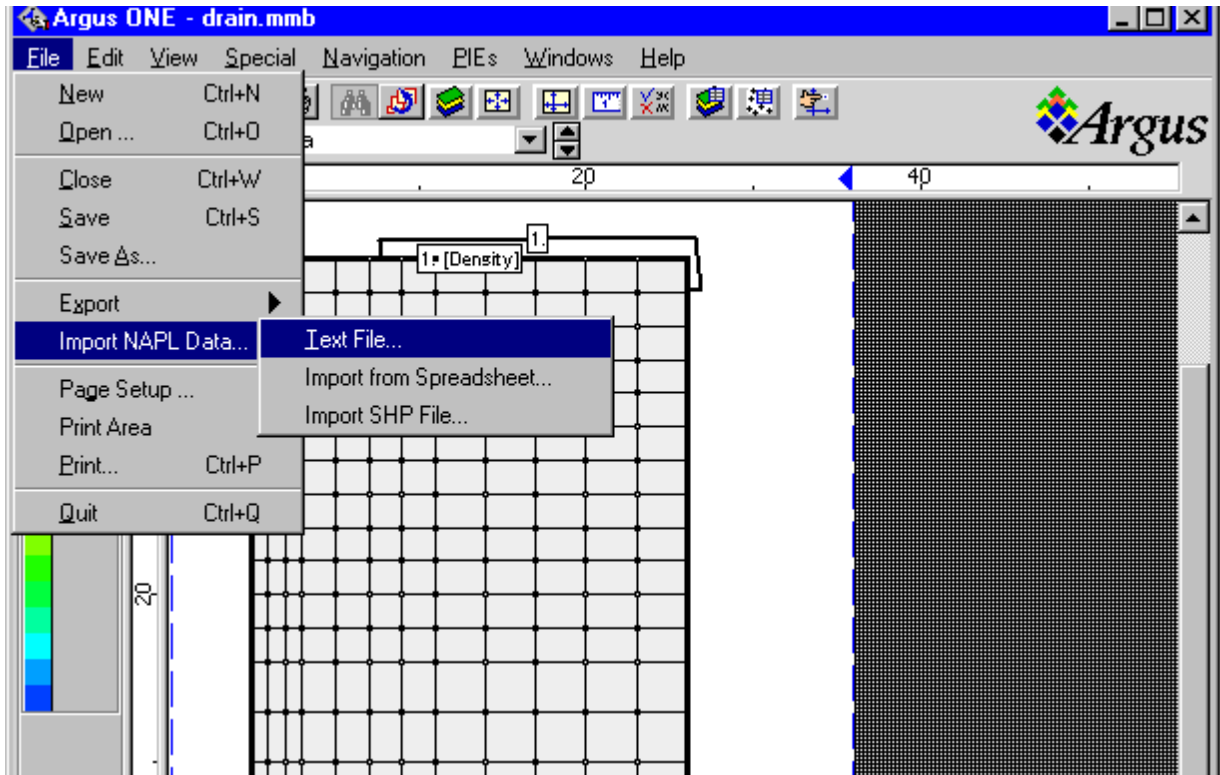 Argus ONE - drain.mmb
File Edit View Special Navigation PIEs Windows Help
New Ctrl+N
Open ... Ctrl+O
Close Ctrl+W
Save Ctrl+S
Save As...
Export
Import NAPL Data...
Page Setup ...
Print Area
Print... Ctrl+P
Quit Ctrl+Q
Text File...
Import from Spreadsheet...
Import SHP File...
Argus
20 40
1.
1. [Density]
20